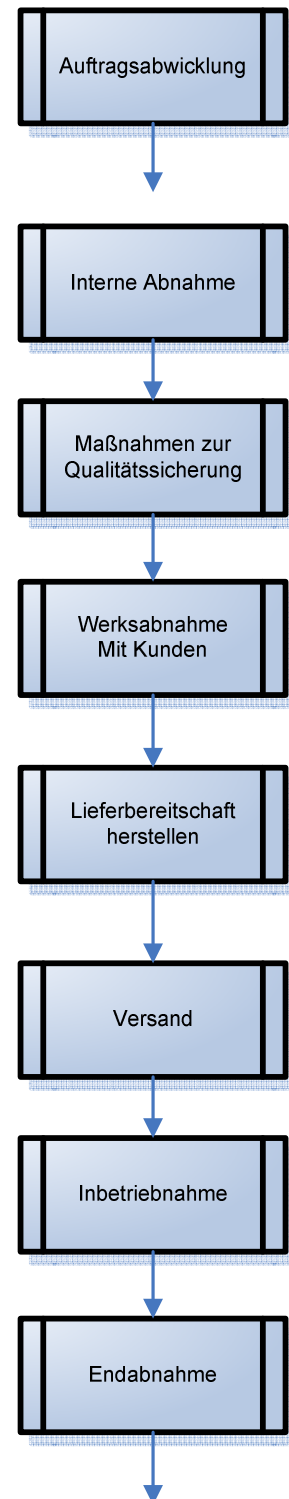 Auftragsabwicklung
Interne Abnahme
Maßnahmen zur
Qualitätssicherung
Werksabnahme
Mit Kunden
Lieferbereitschaft
herstellen
Versand
Inbetriebnahme
Endabnahme